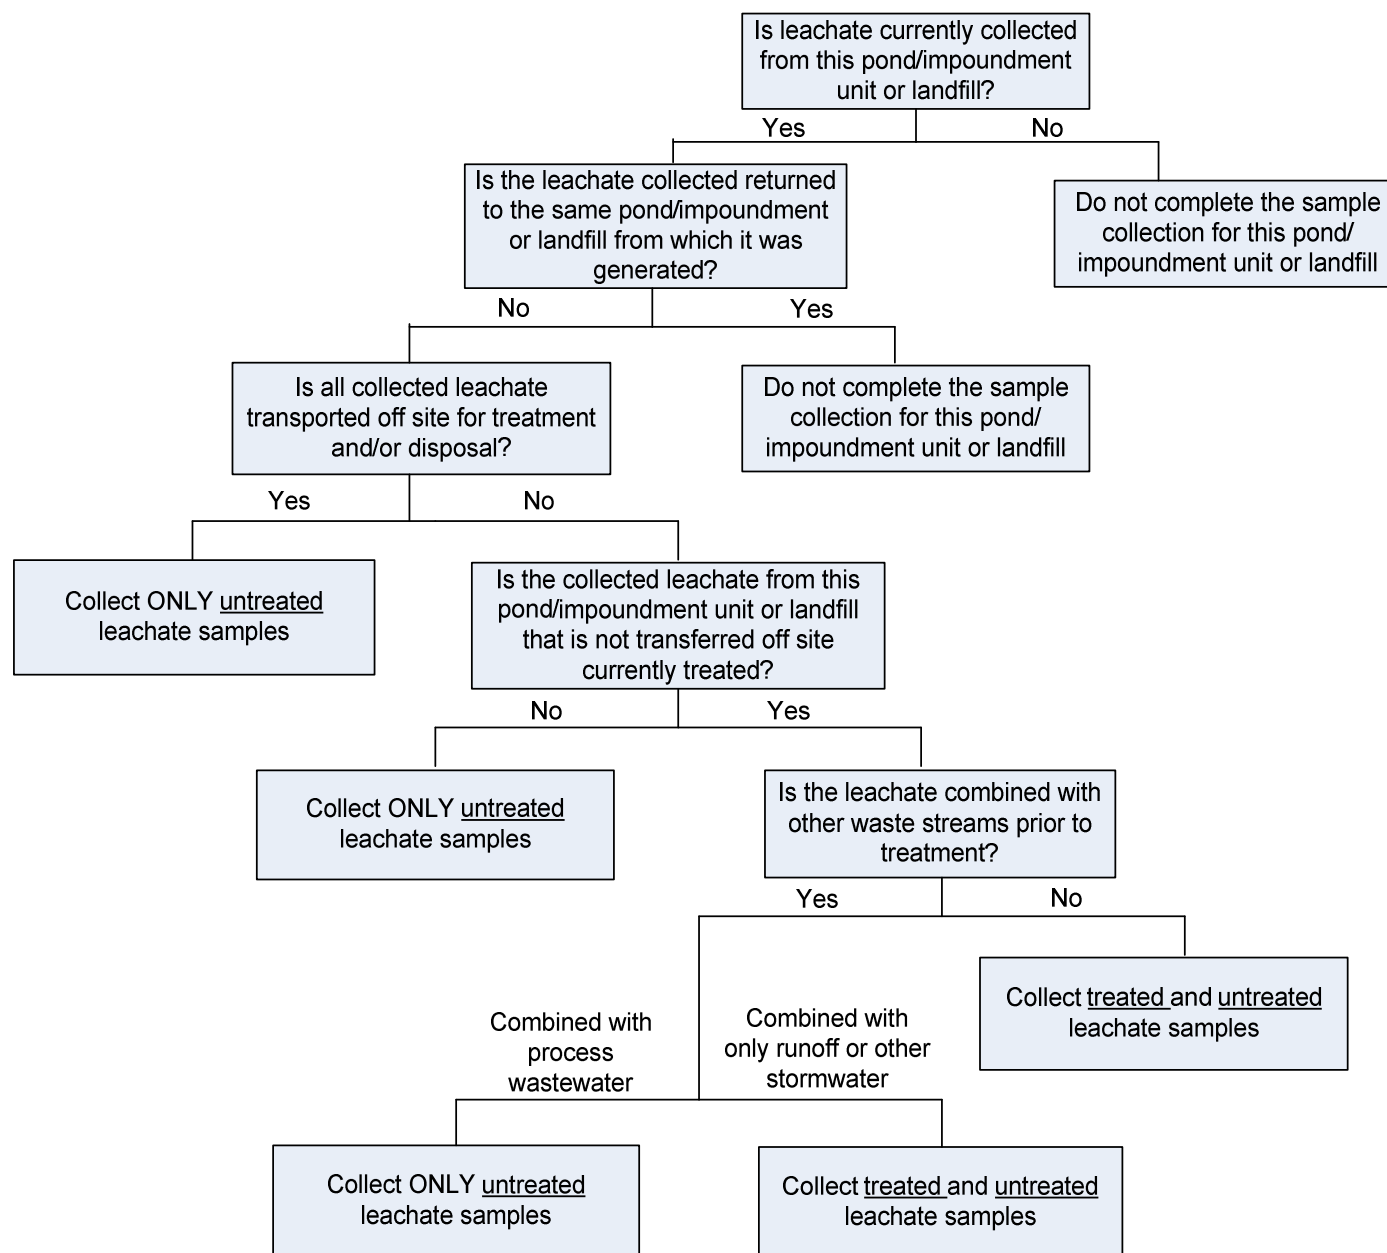 Is leachate currently collected
from this pond/impoundment
unit or landfill?
Yes
No
Is the leachate collected returned
to the same pond/impoundment
or landfill from which it was
generated?
Do not complete the sample
collection for this pond/
impoundment unit or landfill
No
Yes
Is all collected leachate
transported off site for treatment
and/or disposal?
Do not complete the sample
collection for this pond/
impoundment unit or landfill
Yes
No
Collect ONLY untreated
leachate samples
Is the collected leachate from this
pond/impoundment unit or landfill
that is not transferred off site
currently treated?
No
Yes
Collect ONLY untreated
leachate samples
Is the leachate combined with
other waste streams prior to
treatment?
Yes
No
Collect treated and untreated
leachate samples
Combined with
process
wastewater
Combined with
only runoff or other
stormwater
Collect ONLY untreated
leachate samples
Collect treated and untreated
leachate samples